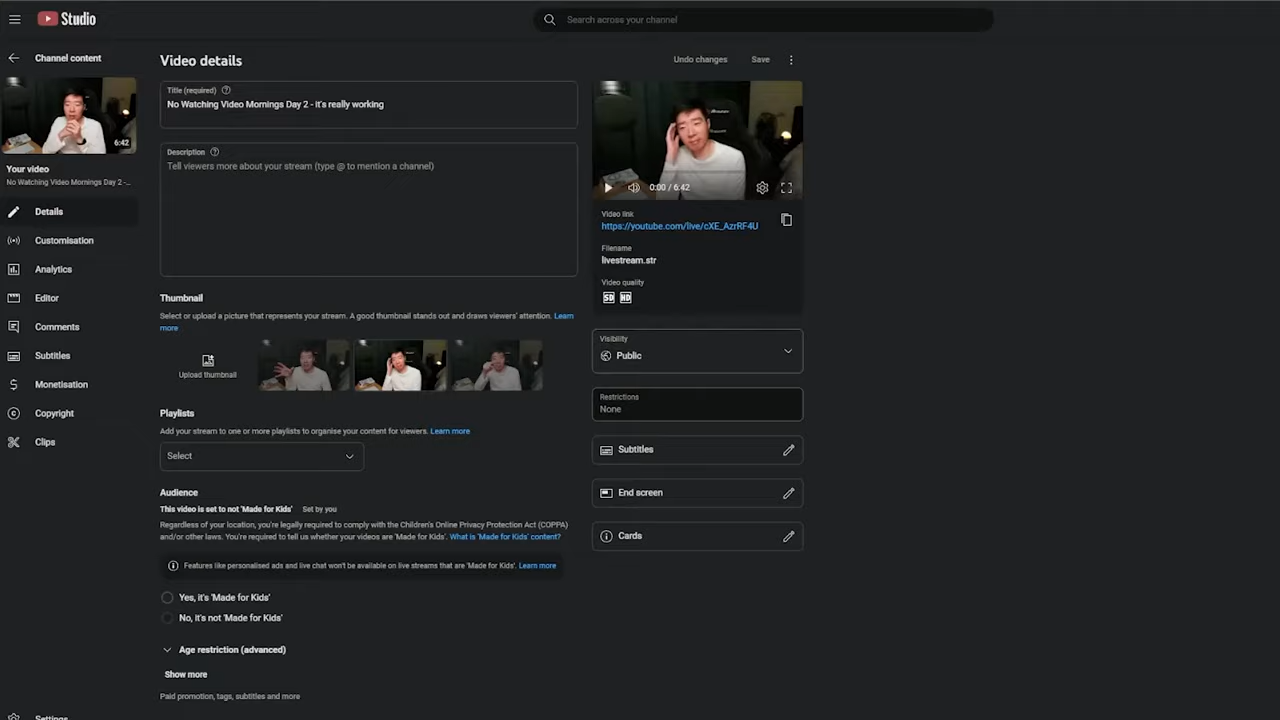 Studio
Search across your channel
Channel content
6:42
Your video
No Watching Video Mornings Day 2 -...
Details
Customisation
Analytics
Editor
Comments
Subtitles
Monetisation
Copyright
Clips
Settings
Video details
Undo changes
Save
Title (required)
No Watching Video Mornings Day 2 - it's really working
Description
Tell viewers more about your stream (type @ to mention a channel)
Thumbnail
Select or upload a picture that represents your stream. A good thumbnail stands out and draws viewers' attention. Learn
more
Upload thumbnail
Playlists
Add your stream to one or more playlists to organise your content for viewers. Learn more
Select
Audience
This video is set to not 'Made for Kids' Set by you
Regardless of your location, you're legally required to comply with the Children's Online Privacy Protection Act (COPPA)
and/or other laws. You're required to tell us whether your videos are 'Made for Kids'. What is 'Made for Kids' content?
Features like personalised ads and live chat won't be available on live streams that are 'Made for Kids'. Learn more
Yes, it's 'Made for Kids'
No, it's not 'Made for Kids'
Age restriction (advanced)
Show more
Paid promotion, tags, subtitles and more
0:00 / 6:42
Video link
https://youtube.com/live/cXE_AzrRF4U
Filename
livestream.str
Video quality
SD HD
Visibility
Public
Restrictions
None
Subtitles
End screen
Cards